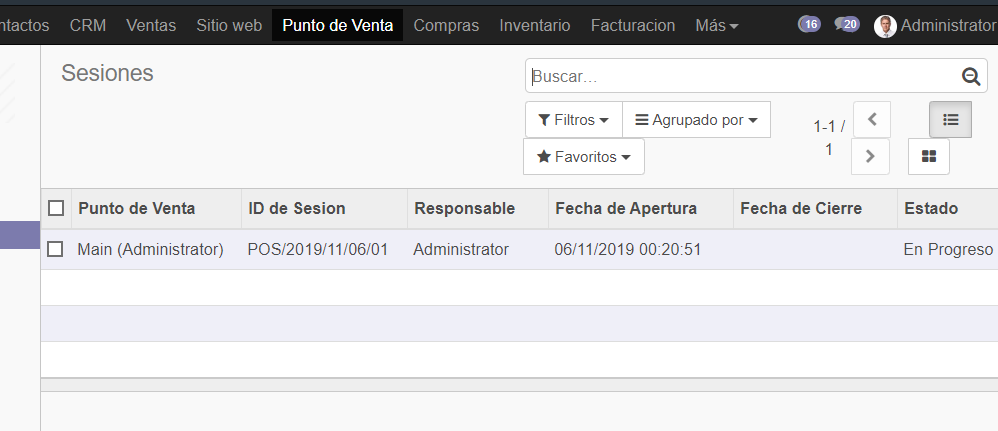 ntactos CRM Ventas Sitio web Punto de Venta Compras Inventario Facturacion Más 16 20 Administrator
Sesiones
Buscar...
Filtros Agrupado por
1-1 /
1
Favoritos
Punto de Venta ID de Sesion Responsable Fecha de Apertura Fecha de Cierre Estado
Main (Administrator) POS/2019/11/06/01 Administrator 06/11/2019 00:20:51 En Progreso